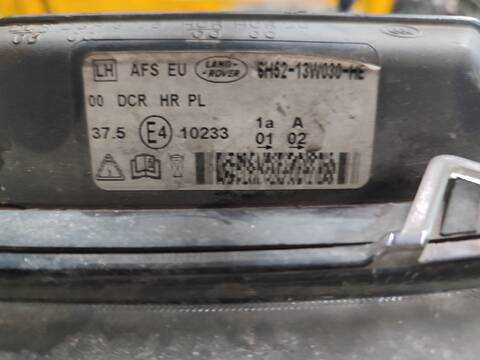 LH AFS EU LAND-ROVER 6H52-13W030-HE
00 DCR HR PL
1a A
37.5 E4 10233 01 02